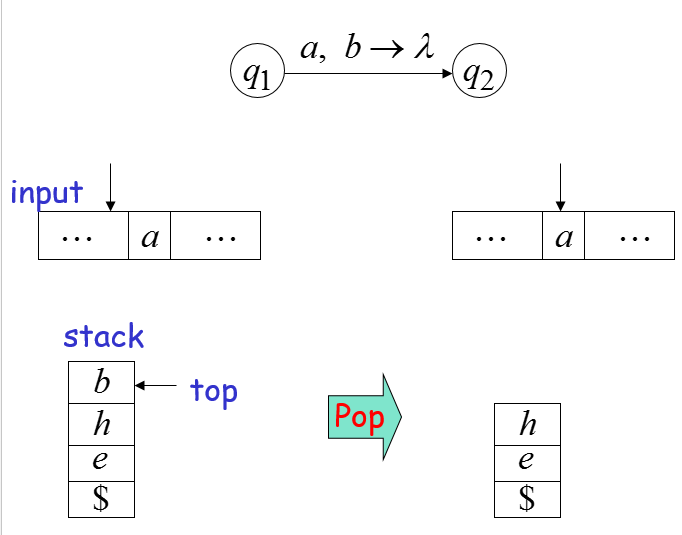 a, b → λ
q1 q2
input
... a ... ... a ...
stack
b top
h Pop h
e e
$ $